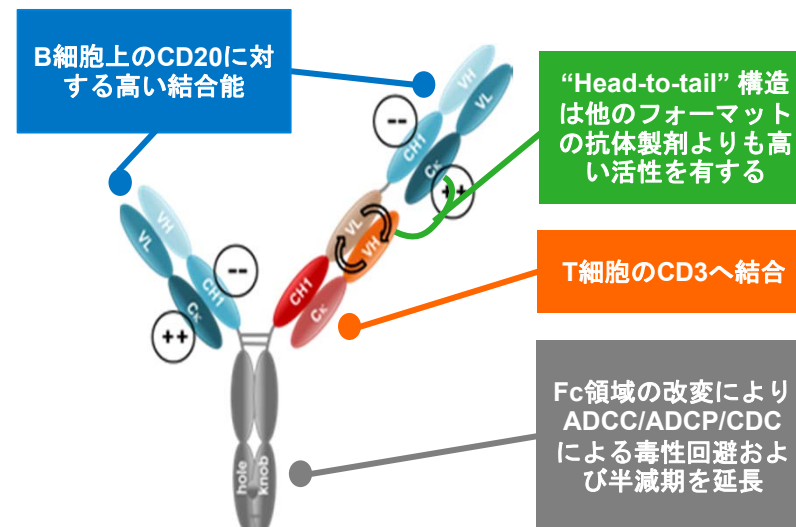 B細胞上のCD20に対
する高い結合能
“Head-to-tail” 構造
は他のフォーマット
の抗体製剤よりも高
い活性を有する
T細胞のCD3へ結合
Fc領域の改変により
ADCC/ADCP/CDC
による毒性回避およ
び半減期を延長
VH
VL
--
CH1
Cκ
++
VL
VH
CH1
Cκ
VH
VL
--
CH1
Cκ
++
hole
knob